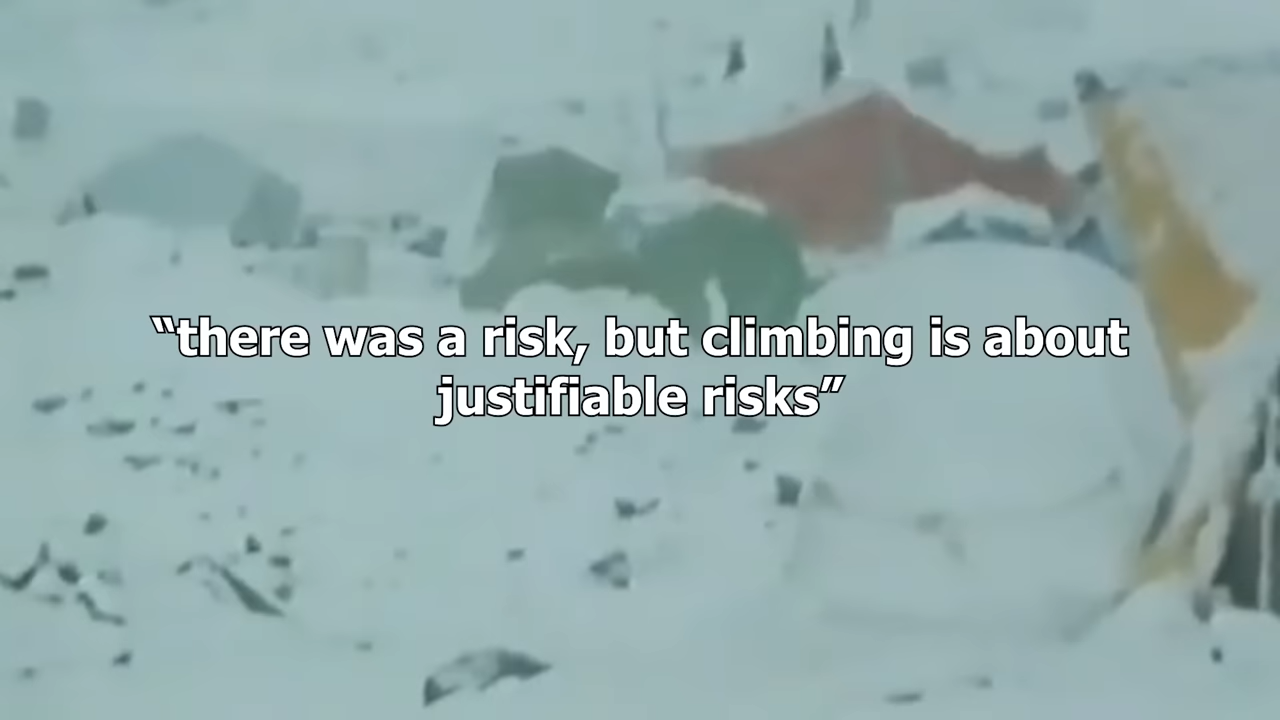 “there was a risk, but climbing is about
justifiable risks”